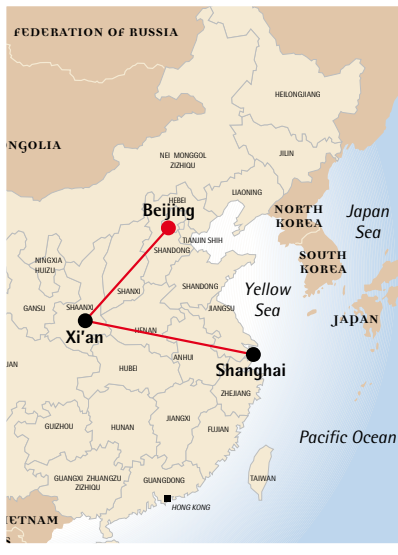 FEDERATION OF RUSSIA
HEILONGJIANG
NGOLIA
JILIN
NEI MONGGOL
ZIZHIQU
LIAONING
HEBEI
Beijing
NORTH
KOREA
Japan
Sea
TIANJIN SHIH
SHANDONG
SOUTH
KOREA
NINGXIA
HUIZU
SHANXI
SHANDONG
Yellow
Sea
GANSU
SHAANXI
JIANGSU
JAPAN
HENAN
Xi'an
ANHUI
UAN
HUBEI
Shanghai
ZHEJIANG
JIANGXI
GUIZHOU
HUNAN
FUJIAN
Pacific Ocean
GUANGXI ZHUANGZU
ZIZHIQU
GUANGDONG
TAIWAN
HONG KONG
IETNAM
S